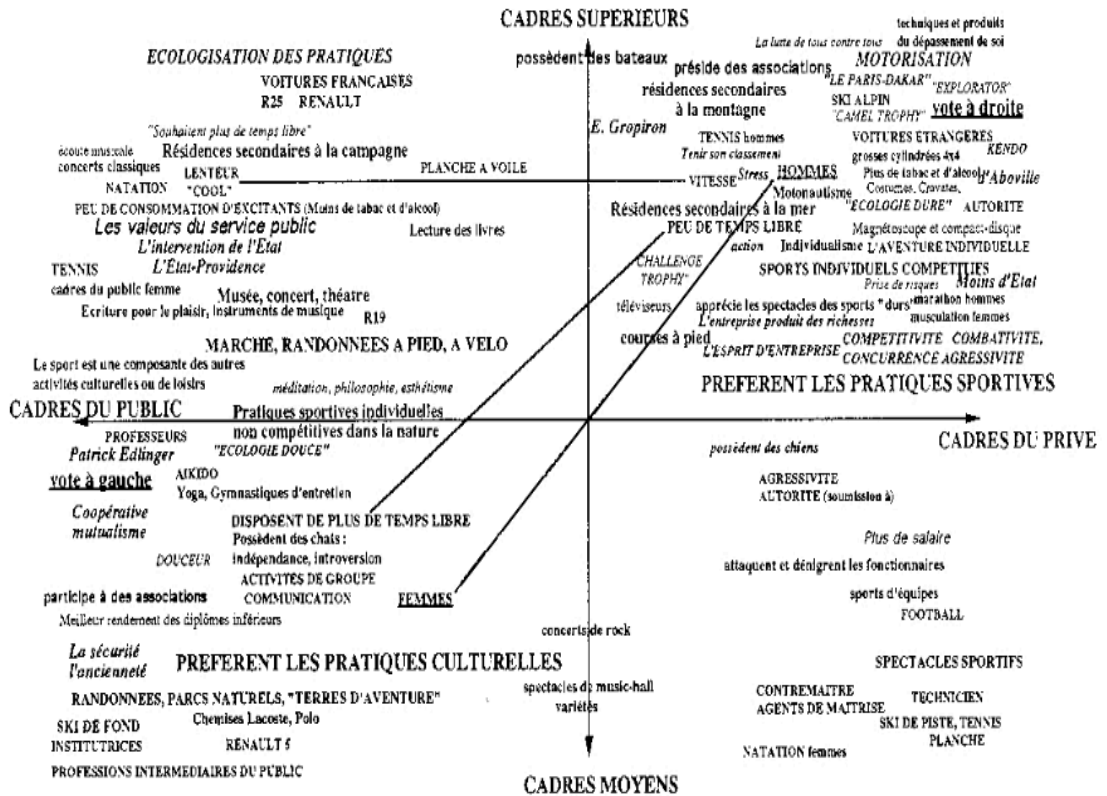 CADRES SUPERIEURS
techniques et produits
du dépassement de soi
La lutte de tous contre tous
ECOLOGISATION DES PRATIQUES
possèdent des bateaux
préside des associations
MOTORISATION
VOITURES FRANÇAISES
R25 RENAULT
"LE PARIS-DAKAR"
"EXPLORATOR"
résidences secondaires
à la montagne
SKI ALPIN
"CAMEL TROPHY"
vote à droite
"Souhaitent plus de temps libre"
E. Gropiron
TENNIS hommes
VOITURES ETRANGERES
KENDO
écoute musicale
concerts classiques
Résidences secondaires à la campagne
Tenir son classement
grosses cylindrées 4x4
LENTEUR
"COOL"
PLANCHE A VOILE
VITESSE
Stress
HOMMES
Plus de tabac et d'alcool
d'Aboville
NATATION
Motonautisme
Costumes, Cravates,
PEU DE CONSOMMATION D'EXCITANTS (Moins de tabac et d'alcool)
Résidences secondaires à la mer
"ECOLOGIE DURE"
AUTORITE
Les valeurs du service public
Lecture des livres
PEU DE TEMPS LIBRE
Magnétoscope et compact-disque
L'intervention de l'Etat
action
Individualisme
L'AVENTURE INDIVIDUELLE
TENNIS
L'État-Providence
"CHALLENGE
TROPHY"
SPORTS INDIVIDUELS COMPETITIFS
cadres du public femme
Musée, concert, théatre
Prise de risques
Moins d'Etat
Ecriture pour le plaisir, instruments de musique
R19
téléviseurs
apprécie les spectacles des sports "durs"
marathon hommes
musculation femmes
L'entreprise produit des richesses
MARCHE, RANDONNEES A PIED, A VELO
courses à pied
L'ESPRIT D'ENTREPRISE
COMPETITIVITE COMBATIVITE,
CONCURRENCE AGRESSIVITE
Le sport est une composante des autres
activités culturelles ou de loisirs
méditation, philosophie, esthétisme
PREFERENT LES PRATIQUES SPORTIVES
CADRES DU PUBLIC
Pratiques sportives individuelles
non compétitives dans la nature
CADRES DU PRIVE
PROFESSEURS
Patrick Edlinger
"ECOLOGIE DOUCE"
possèdent des chiens
vote à gauche
AIKIDO
Yoga, Gymnastiques d'entretien
AGRESSIVITE
AUTORITE (soumission à)
Coopérative
mutualisme
DISPOSENT DE PLUS DE TEMPS LIBRE
Possèdent des chats :
indépendance, introversion
Plus de salaire
DOUCEUR
attaquent et dénigrent les fonctionnaires
ACTIVITES DE GROUPE
COMMUNICATION
FEMMES
participe à des associations
sports d'équipes
FOOTBALL
Meilleur rendement des diplômes inférieurs
concerts de rock
La sécurité
l'ancienneté
PREFERENT LES PRATIQUES CULTURELLES
SPECTACLES SPORTIFS
RANDONNEES, PARCS NATURELS, "TERRES D'AVENTURE"
spectacles de music-hall
variétés
CONTREMAITRE
AGENTS DE MAITRISE
TECHNICIEN
SKI DE FOND
Chemises Lacoste, Polo
SKI DE PISTE, TENNIS
PLANCHE
INSTITUTRICES
RENAULT 5
NATATION femmes
PROFESSIONS INTERMEDIAIRES DU PUBLIC
CADRES MOYENS